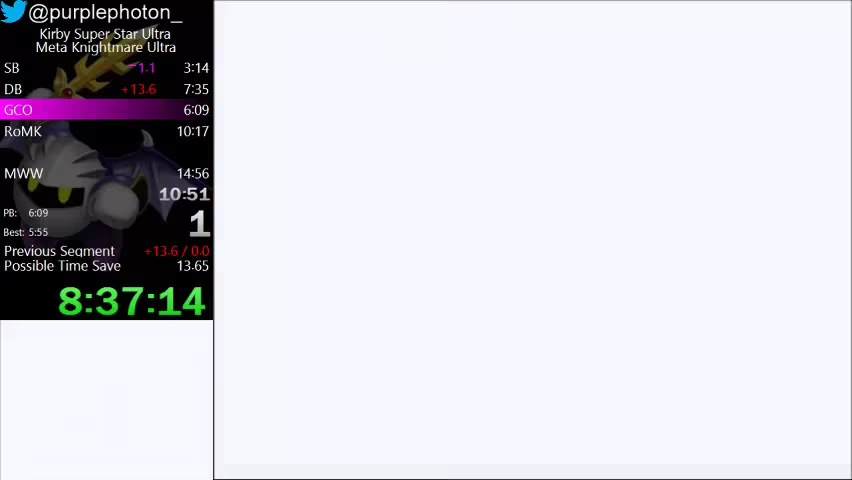 @purplephoton_
Kirby Super Star Ultra
Meta Knightmare Ultra
SB -1.1 3:14
DB +13.6 7:35
GCO 6:09
RoMK 10:17
MWW 14:56
10:51
PB: 6:09
1
Best: 5:55
Previous Segment +13.6 / 0.0
Possible Time Save 13.65
8:37:14